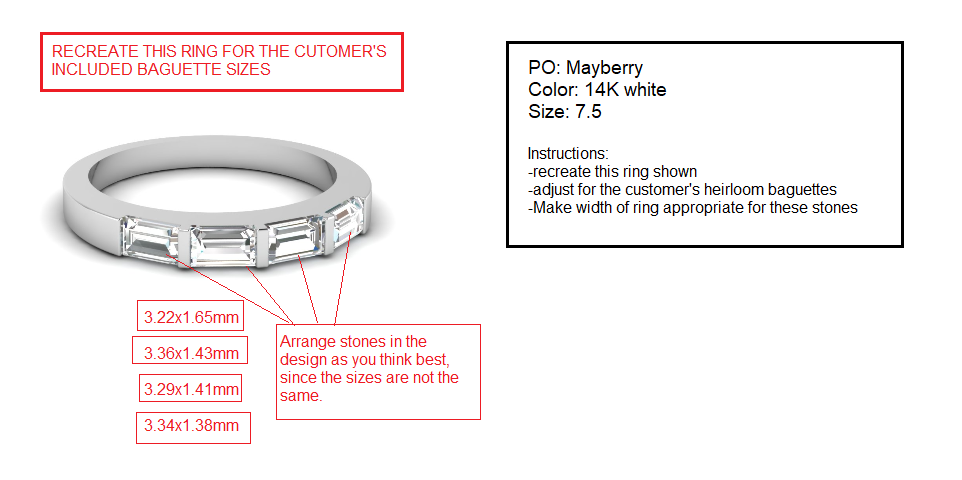 RECREATE THIS RING FOR THE CUTOMER'S
INCLUDED BAGUETTE SIZES
PO: Mayberry
Color: 14K white
Size: 7.5
Instructions:
-recreate this ring shown
-adjust for the customer's heirloom baguettes
-Make width of ring appropriate for these stones
3.22x1.65mm
3.36x1.43mm
3.29x1.41mm
3.34x1.38mm
Arrange stones in the
design as you think best,
since the sizes are not the
same.